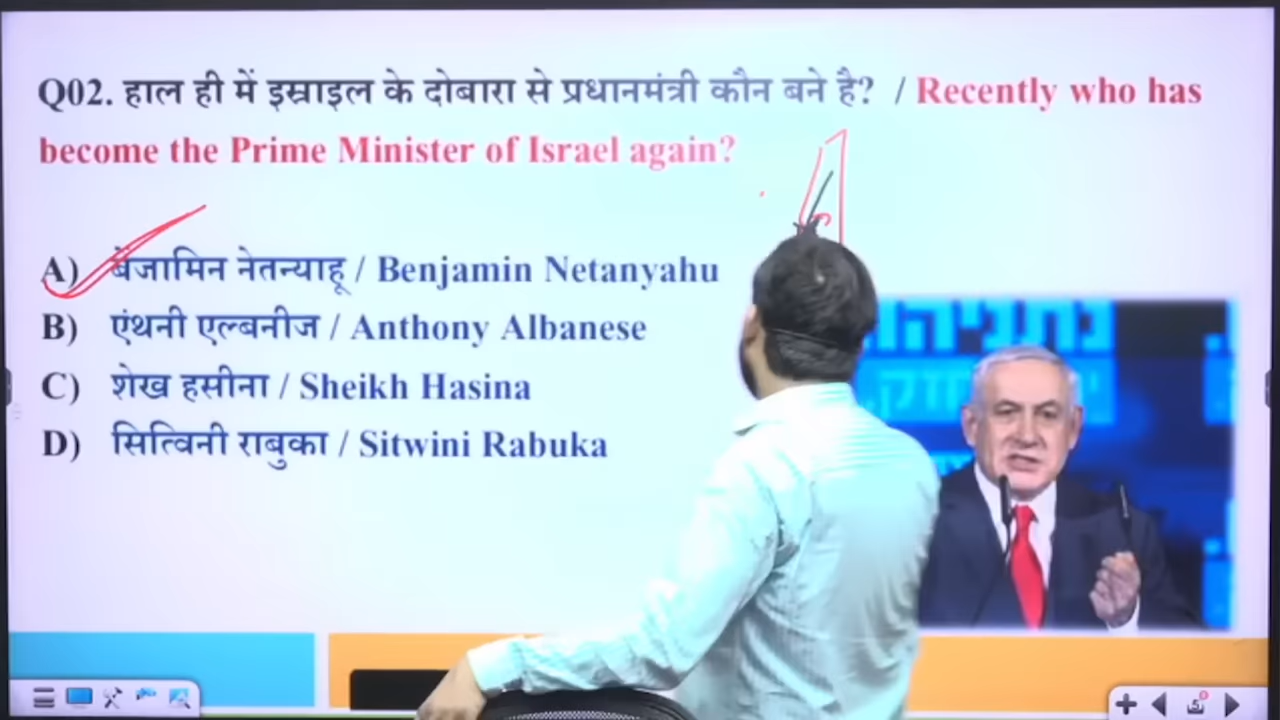 Q02. हाल ही में इस्राइल के दोबारा से प्रधानमंत्री कौन बने है? / Recently who has
become the Prime Minister of Israel again?
A) बेंजामिन नेतन्याहू / Benjamin Netanyahu
B) एंथनी एल्बनीज / Anthony Albanese
C) शेख हसीना / Sheikh Hasina
D) सित्विनी राबुका / Sitwini Rabuka